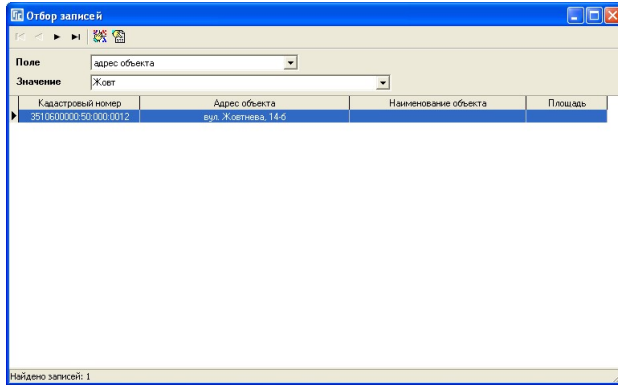 Отбор записей
Поле
адрес объекта
Значение
Жовт
Кадастровый номер Адрес объекта Наименование объекта Площадь
3510600000:50:000:0012 вул. Жовтнева, 14-б
Найдено записей: 1